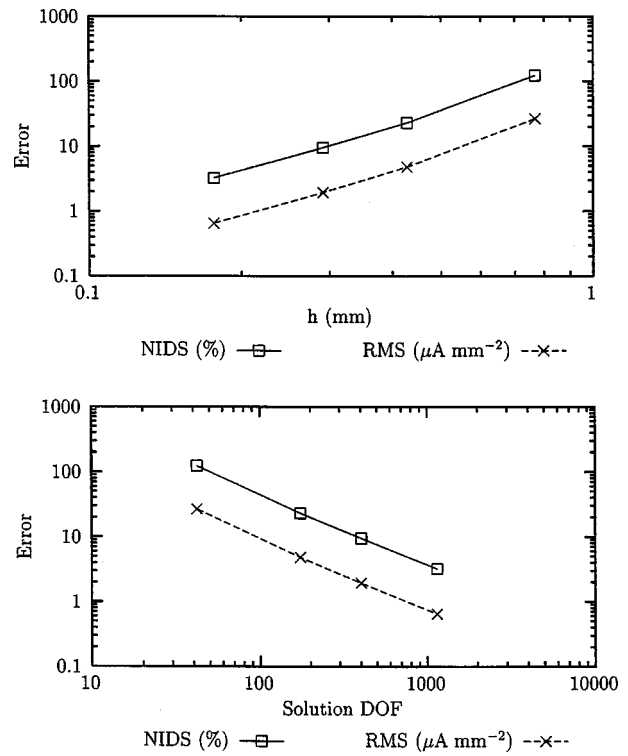 1000
100
10
1
0.1
Error
0.1
1
h (mm)
NIDS (%)
RMS (μA mm⁻²)
1000
100
10
1
0.1
Error
10
100
1000
10000
Solution DOF
NIDS (%)
RMS (μA mm⁻²)